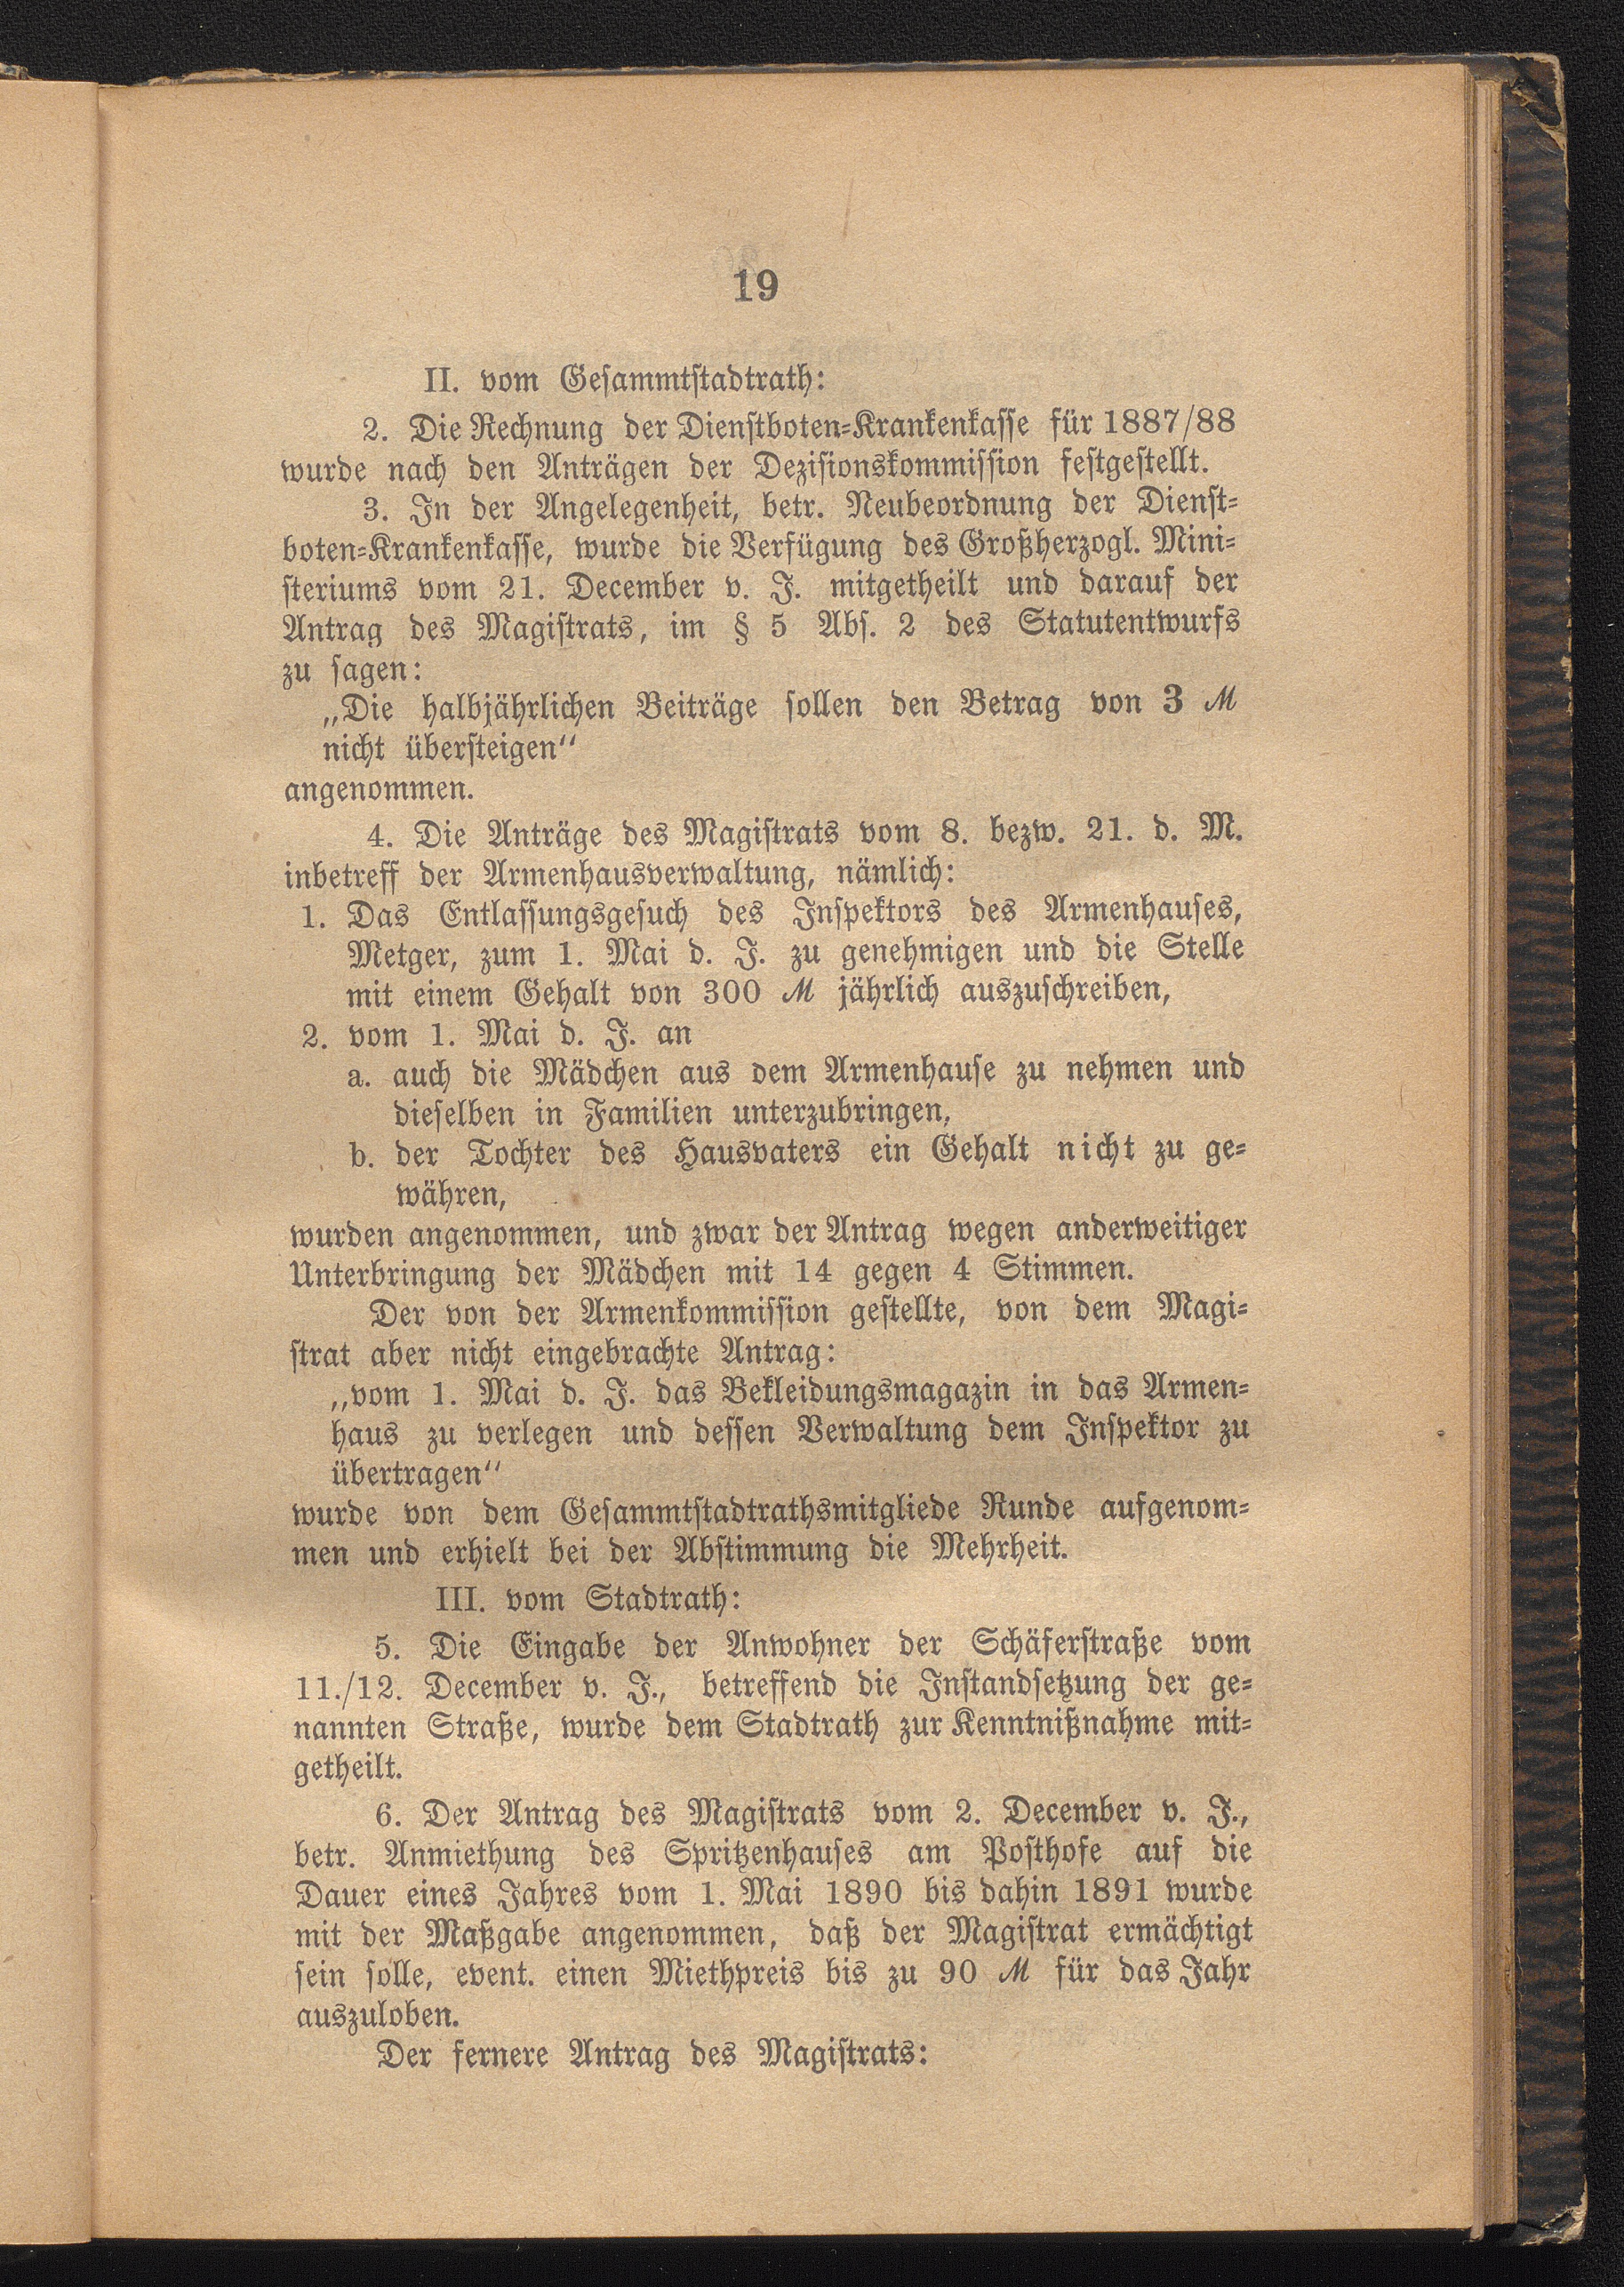 19
II. vom Gesammtstadtrath:
2. Die Rechnung der Dienstboten-Krankenkasse für 1887/88
wurde nach den Anträgen der Dezisionskommission festgestellt.
3. In der Angelegenheit, betr. Neubeordnung der Dienst-
boten-Krankenkasse, wurde die Verfügung des Großherzogl. Mini-
steriums vom 21. December v. J. mitgetheilt und darauf der
Antrag des Magistrats, im § 5 Abs. 2 des Statutentwurfs
zu sagen:
„Die halbjährlichen Beiträge sollen den Betrag von 3 M
nicht übersteigen“
angenommen.
4. Die Anträge des Magistrats vom 8. bezw. 21. d. M.
inbetreff der Armenhausverwaltung, nämlich:
1. Das Entlassungsgesuch des Inspektors des Armenhauses,
Metger, zum 1. Mai d. J. zu genehmigen und die Stelle
mit einem Gehalt von 300 M jährlich auszuschreiben,
2. vom 1. Mai d. J. an
a. auch die Mädchen aus dem Armenhause zu nehmen und
dieselben in Familien unterzubringen,
b. der Tochter des Hausvaters ein Gehalt nicht zu ge-
währen,
wurden angenommen, und zwar der Antrag wegen anderweitiger
Unterbringung der Mädchen mit 14 gegen 4 Stimmen.
Der von der Armenkommission gestellte, von dem Magi-
strat aber nicht eingebrachte Antrag:
„vom 1. Mai d. J. das Bekleidungsmagazin in das Armen-
haus zu verlegen und dessen Verwaltung dem Inspektor zu
übertragen“
wurde von dem Gesammtstadtrathsmitgliede Runde aufgenom-
men und erhielt bei der Abstimmung die Mehrheit.
III. vom Stadtrath:
5. Die Eingabe der Anwohner der Schäferstraße vom
11./12. December v. J., betreffend die Instandsetzung der ge-
nannten Straße, wurde dem Stadtrath zur Kenntnißnahme mit-
getheilt.
6. Der Antrag des Magistrats vom 2. December v. J.,
betr. Anmiethung des Spritzenhauses am Posthofe auf die
Dauer eines Jahres vom 1. Mai 1890 bis dahin 1891 wurde
mit der Maßgabe angenommen, daß der Magistrat ermächtigt
sein solle, event. einen Miethpreis bis zu 90 M für das Jahr
auszuloben.
Der fernere Antrag des Magistrats: